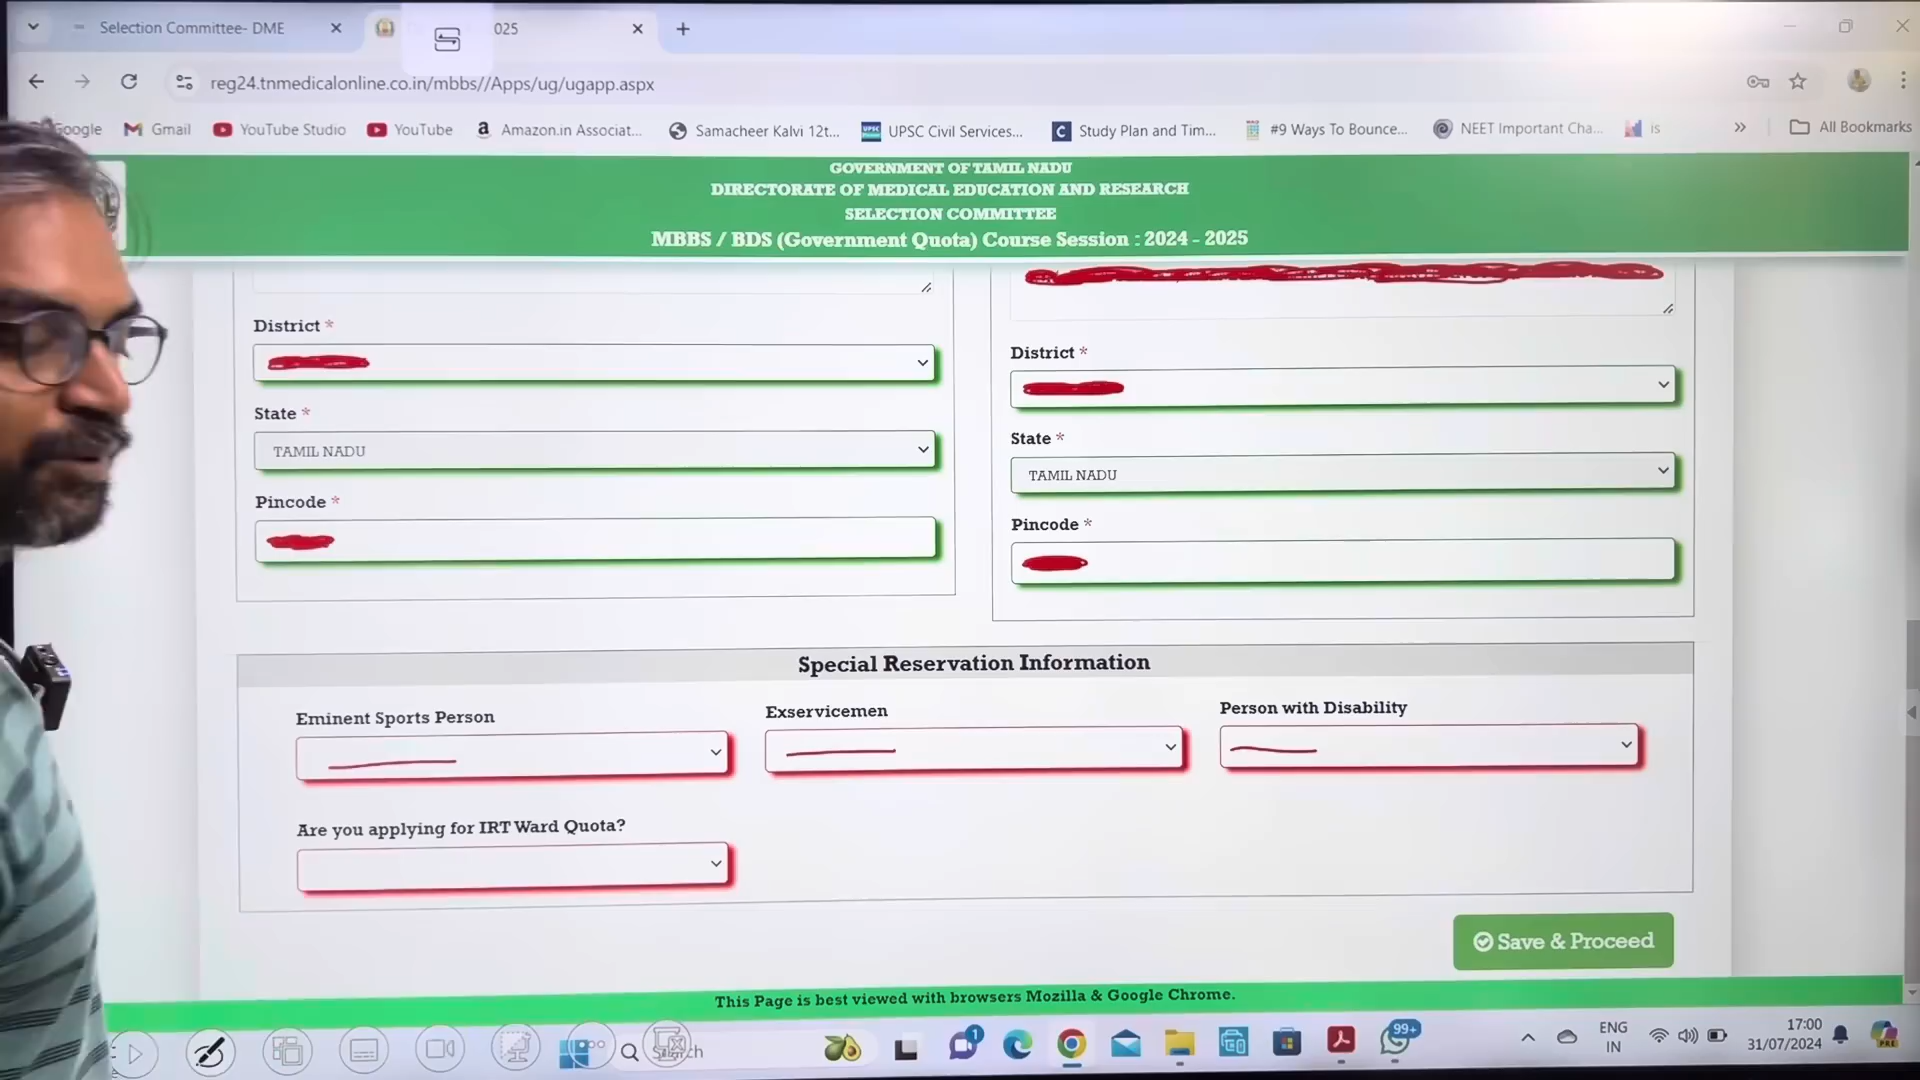 Selection Committee- DME
025
reg24.tnmedicalonline.co.in/mbbs//Apps/ug/ugapp.aspx
Google
Gmail
YouTube Studio
YouTube
Amazon.in Associat...
Samacheer Kalvi 12t...
UPSC Civil Services...
Study Plan and Tim...
#9 Ways To Bounce...
NEET Important Cha...
is
All Bookmarks
GOVERNMENT OF TAMIL NADU
DIRECTORATE OF MEDICAL EDUCATION AND RESEARCH
SELECTION COMMITTEE
MBBS / BDS (Government Quota) Course Session : 2024 - 2025
District *
State *
TAMIL NADU
Pincode *
District *
State *
TAMIL NADU
Pincode *
Special Reservation Information
Eminent Sports Person
Exservicemen
Person with Disability
Are you applying for IRT Ward Quota?
Save & Proceed
This Page is best viewed with browsers Mozilla & Google Chrome.
Search
1
99+
ENG
IN
17:00
31/07/2024
PRE